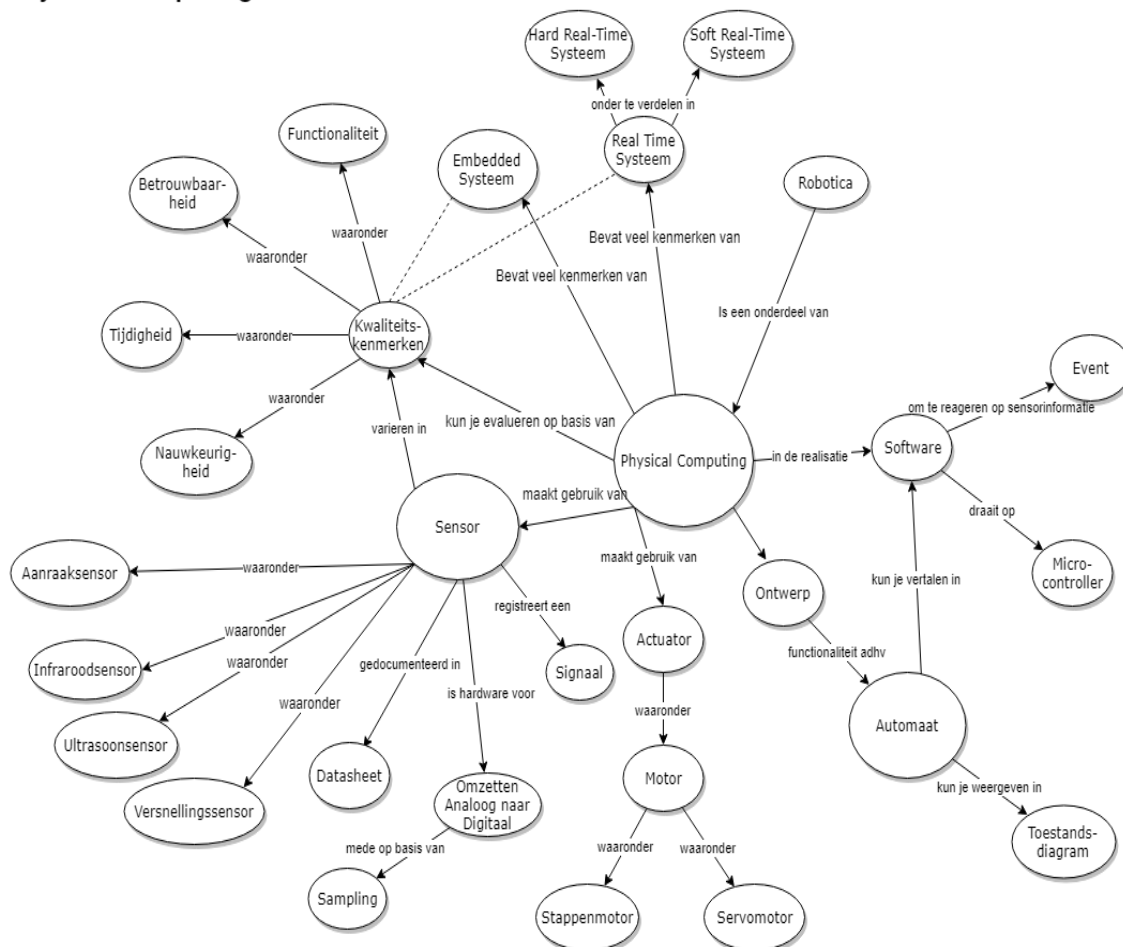 Hard Real-Time
Systeem
Soft Real-Time
Systeem
onder te verdelen in
Functionaliteit
Embedded
Systeem
Real Time
Systeem
Robotica
Betrouwbaar-
heid
waaronder
Bevat veel kenmerken van
waaronder
Bevat veel kenmerken van
Is een onderdeel van
Tijdigheid
waaronder
Kwaliteits-
kenmerken
Event
waaronder
om te reageren op sensorinformatie
varieren in
kun je evalueren op basis van
Nauwkeurig-
heid
Physical Computing
in de realisatie
Software
maakt gebruik van
draait op
Sensor
Aanraaksensor
waaronder
maakt gebruik van
kun je vertalen in
Micro-
controller
Ontwerp
registreert een
waaronder
Actuator
functionaliteit adhv
Infraroodsensor
waaronder
gedocumenteerd in
Signaal
is hardware voor
waaronder
waaronder
Automaat
Ultrasoonsensor
Datasheet
Motor
kun je weergeven in
Versnellingssensor
Omzetten
Analoog naar
Digitaal
Toestands-
diagram
mede op basis van
waaronder
waaronder
Sampling
Stappenmotor
Servomotor